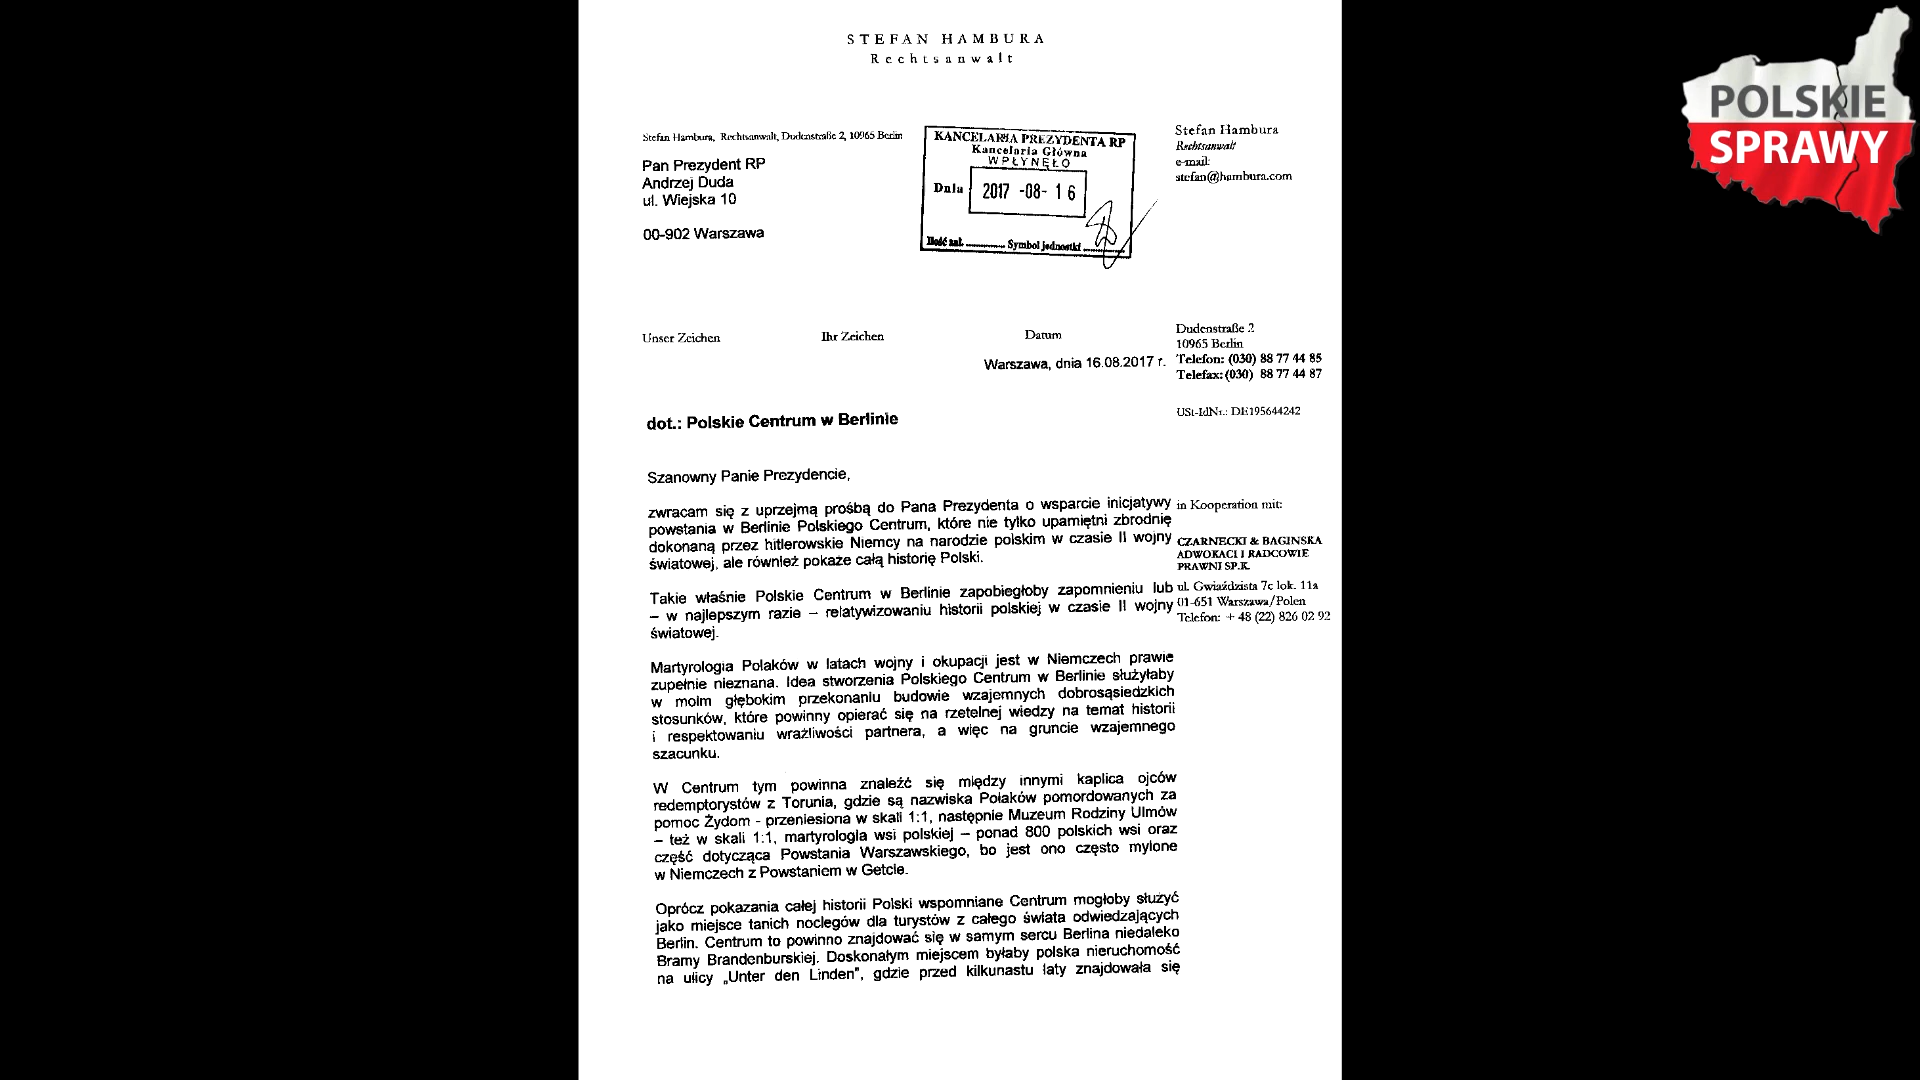 STEFAN HAMBURA
Rechtsanwalt
Stefan Hambura, Rechtsanwalt, Dudenstraße 2, 10965 Berlin
Pan Prezydent RP
Andrzej Duda
ul. Wiejska 10
00-902 Warszawa
KANCELARIA PREZYDENTA RP
Kancelaria Główna
WPŁYNĘŁO
Dnia 2017 -08- 16
Ilość zał. ............ Symbol jednostki ............
Stefan Hambura
Rechtsanwalt
e-mail:
stefan@hambura.com
POLSKIE
SPRAWY
Unser Zeichen
Ihr Zeichen
Datum
Warszawa, dnia 16.08.2017 r.
Dudenstraße 2
10965 Berlin
Telefon: (030) 88 77 44 85
Telefax: (030) 88 77 44 87
USt-IdNr.: DE195644242
dot.: Polskie Centrum w Berlinie
Szanowny Panie Prezydencie,
zwracam się z uprzejmą prośbą do Pana Prezydenta o wsparcie inicjatywy
powstania w Berlinie Polskiego Centrum, które nie tylko upamiętni zbrodnię
dokonaną przez hitlerowskie Niemcy na narodzie polskim w czasie II wojny
światowej, ale również pokaże całą historię Polski.
Takie właśnie Polskie Centrum w Berlinie zapobiegłoby zapomnieniu lub
– w najlepszym razie – relatywizowaniu historii polskiej w czasie II wojny
światowej.
in Kooperation mit:
CZARNECKI & BAGINSKA
ADWOKACI I RADCOWIE
PRAWNI SP.K.
ul. Gwiaździsta 7c lok. 11a
01-651 Warszawa/Polen
Telefon: + 48 (22) 826 02 92
Martyrologia Polaków w latach wojny i okupacji jest w Niemczech prawie
zupełnie nieznana. Idea stworzenia Polskiego Centrum w Berlinie służyłaby
w moim głębokim przekonaniu budowie wzajemnych dobrosąsiedzkich
stosunków, które powinny opierać się na rzetelnej wiedzy na temat historii
i respektowaniu wrażliwości partnera, a więc na gruncie wzajemnego
szacunku.
W Centrum tym powinna znaleźć się między innymi kaplica ojców
redemptorystów z Torunia, gdzie są nazwiska Polaków pomordowanych za
pomoc Żydom - przeniesiona w skali 1:1, następnie Muzeum Rodziny Ulmów
– też w skali 1:1, martyrologia wsi polskiej – ponad 800 polskich wsi oraz
część dotycząca Powstania Warszawskiego, bo jest ono często mylone
w Niemczech z Powstaniem w Getcie.
Oprócz pokazania całej historii Polski wspomniane Centrum mogłoby służyć
jako miejsce tanich noclegów dla turystów z całego świata odwiedzających
Berlin. Centrum to powinno znajdować się w samym sercu Berlina niedaleko
Bramy Brandenburskiej. Doskonałym miejscem byłaby polska nieruchomość
na ulicy „Unter den Linden", gdzie przed kilkunastu laty znajdowała się